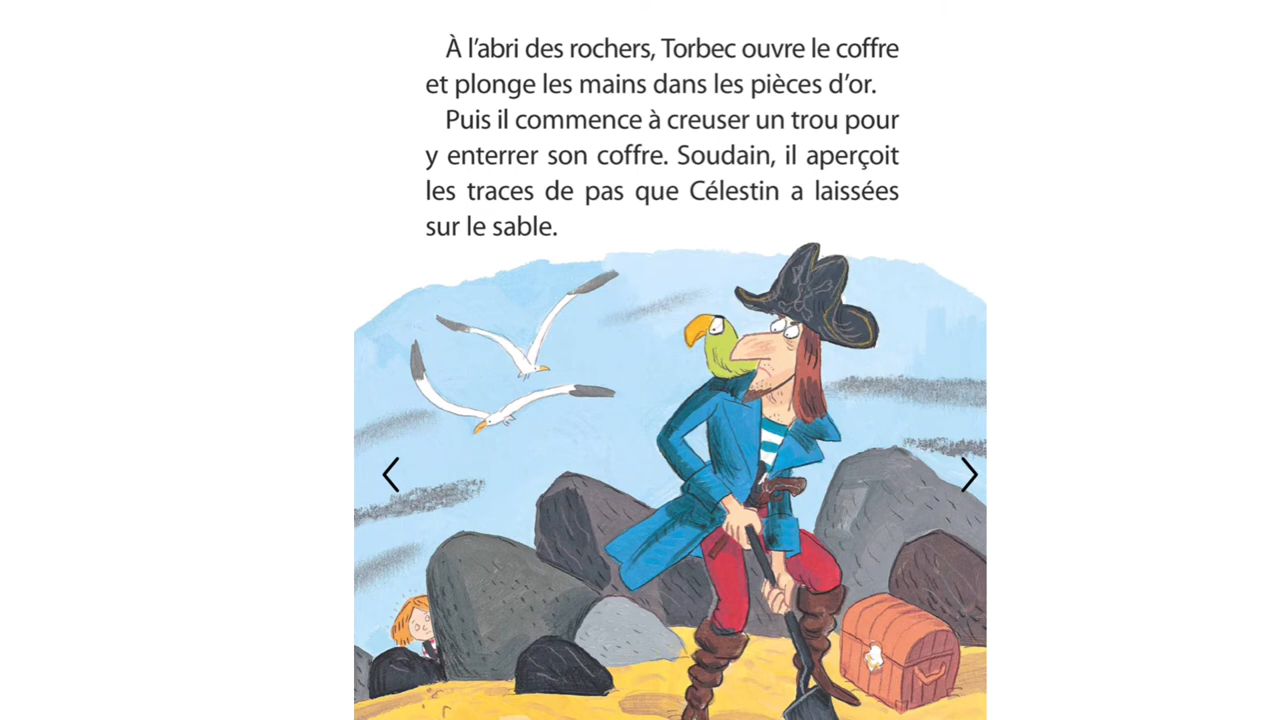 À l’abri des rochers, Torbec ouvre le coffre
et plonge les mains dans les pièces d’or.
Puis il commence à creuser un trou pour
y enterrer son coffre. Soudain, il aperçoit
les traces de pas que Célestin a laissées
sur le sable.